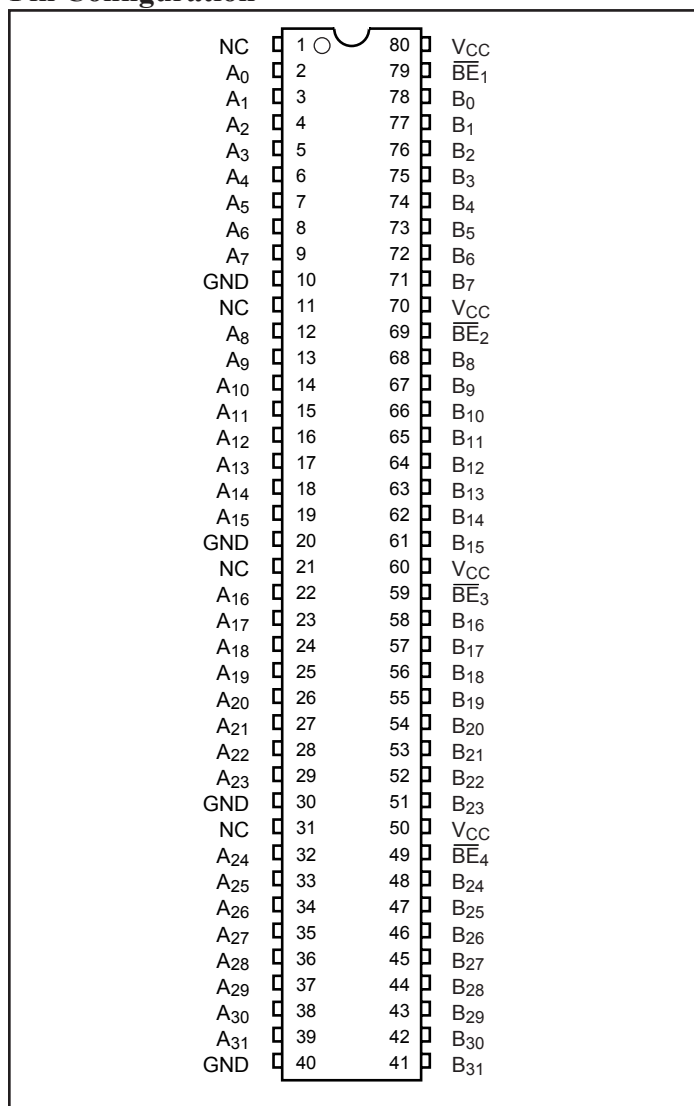 Pin Configuration
NC 1 80 VCC
A0 2 79 B̅E̅1
A1 3 78 B0
A2 4 77 B1
A3 5 76 B2
A4 6 75 B3
A5 7 74 B4
A6 8 73 B5
A7 9 72 B6
GND 10 71 B7
NC 11 70 VCC
A8 12 69 B̅E̅2
A9 13 68 B8
A10 14 67 B9
A11 15 66 B10
A12 16 65 B11
A13 17 64 B12
A14 18 63 B13
A15 19 62 B14
GND 20 61 B15
NC 21 60 VCC
A16 22 59 B̅E̅3
A17 23 58 B16
A18 24 57 B17
A19 25 56 B18
A20 26 55 B19
A21 27 54 B20
A22 28 53 B21
A23 29 52 B22
GND 30 51 B23
NC 31 50 VCC
A24 32 49 B̅E̅4
A25 33 48 B24
A26 34 47 B25
A27 35 46 B26
A28 36 45 B27
A29 37 44 B28
A30 38 43 B29
A31 39 42 B30
GND 40 41 B31